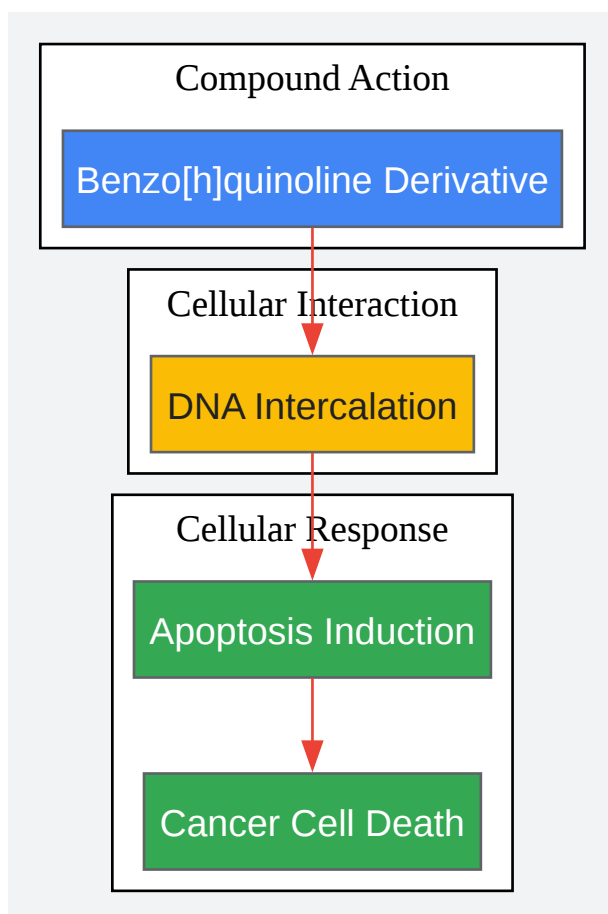 Compound Action
Benzo[h]quinoline Derivative
Cellular Interaction
DNA Intercalation
Cellular Response
Apoptosis Induction
Cancer Cell Death